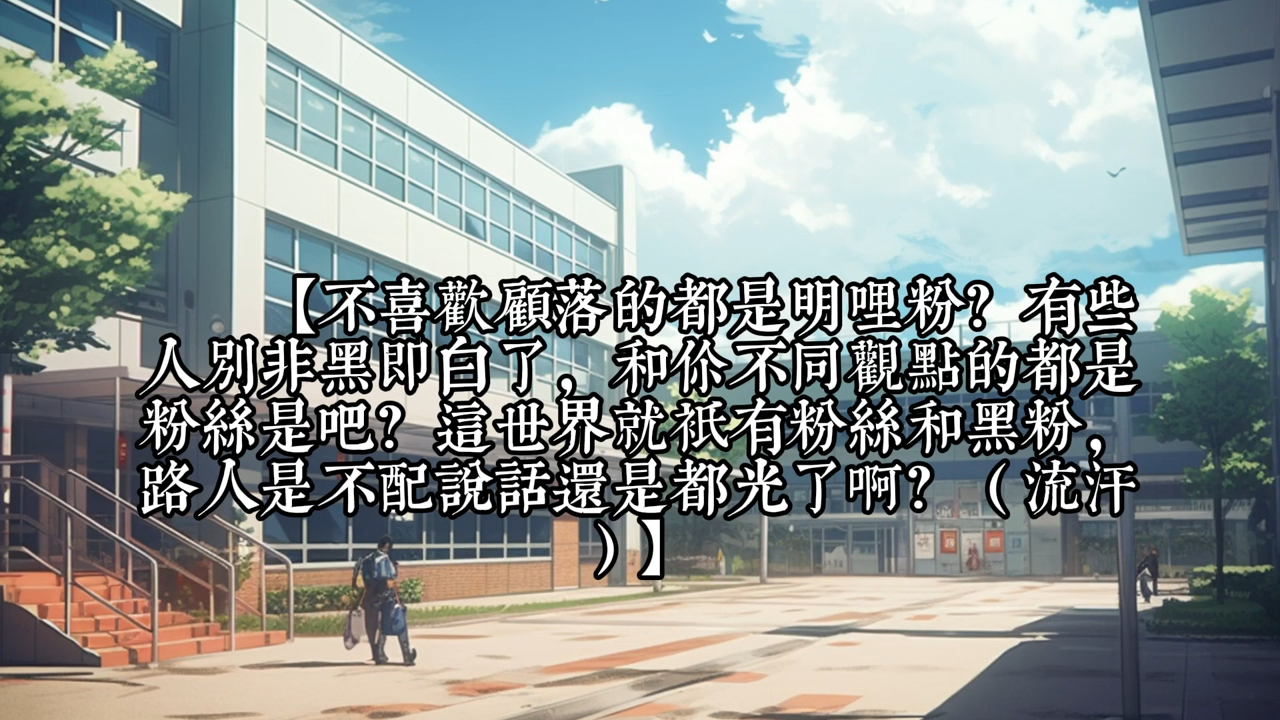 【不喜歡顧落的都是明哩粉？有些
人別非黑即白了，和你不同觀點的都是
粉絲是吧？這世界就衹有粉絲和黑粉，
路人是不配說話還是都光了啊？（流汗
）】